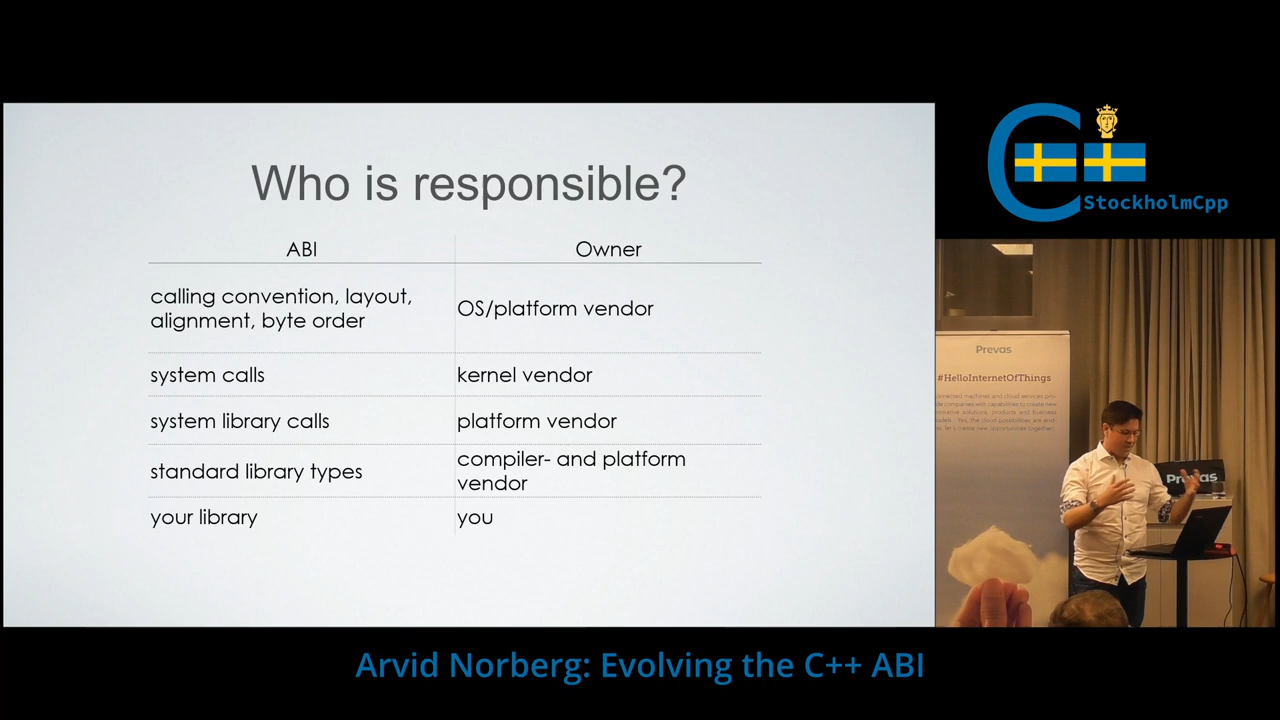 Who is responsible?
ABI Owner
calling convention, layout,
alignment, byte order
OS/platform vendor
system calls kernel vendor
system library calls platform vendor
standard library types
compiler- and platform
vendor
your library you
StockholmCpp
Prevas
#HelloInternetOfThings
Prevas
Arvid Norberg: Evolving the C++ ABI